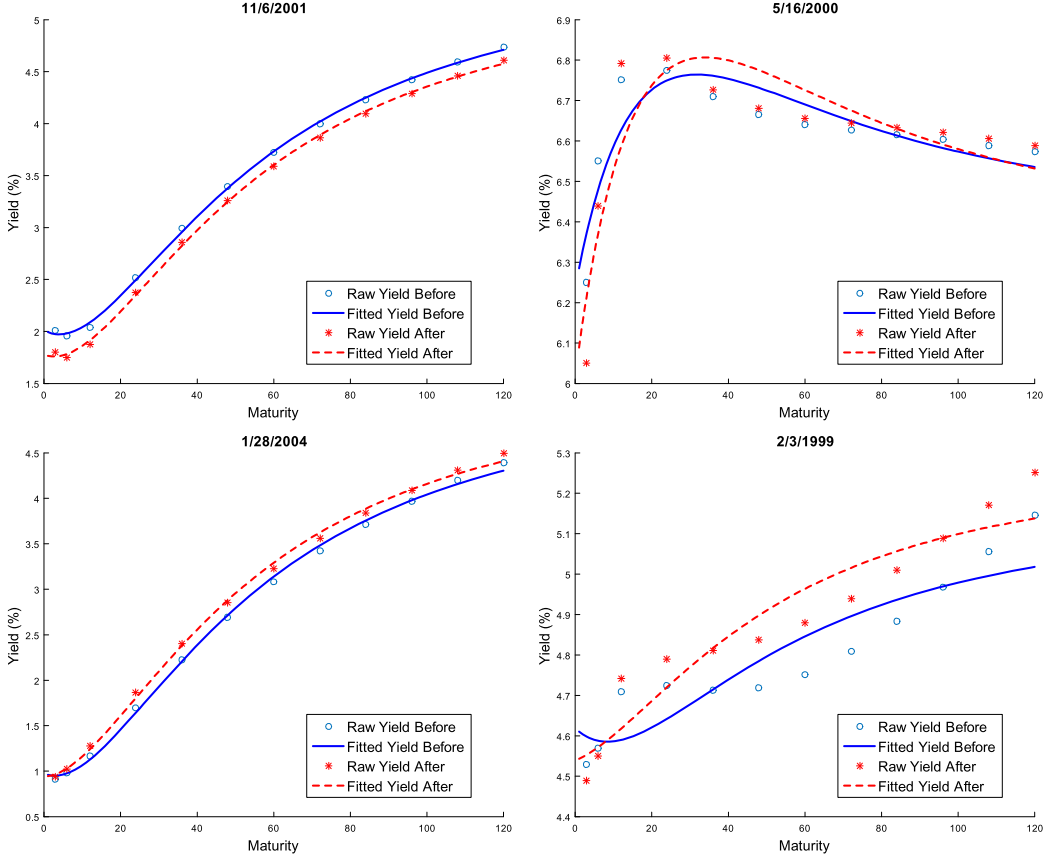 11/6/2001
5
4.5
4
3.5
3
2.5
2
1.5
Yield (%)
0 20 40 60 80 100 120
Maturity
Raw Yield Before
Fitted Yield Before
Raw Yield After
Fitted Yield After
5/16/2000
6.9
6.8
6.7
6.6
6.5
6.4
6.3
6.2
6.1
6
Yield (%)
0 20 40 60 80 100 120
Maturity
Raw Yield Before
Fitted Yield Before
Raw Yield After
Fitted Yield After
1/28/2004
4.5
4
3.5
3
2.5
2
1.5
1
0.5
Yield (%)
0 20 40 60 80 100 120
Maturity
Raw Yield Before
Fitted Yield Before
Raw Yield After
Fitted Yield After
2/3/1999
5.3
5.2
5.1
5
4.9
4.8
4.7
4.6
4.5
4.4
Yield (%)
0 20 40 60 80 100 120
Maturity
Raw Yield Before
Fitted Yield Before
Raw Yield After
Fitted Yield After